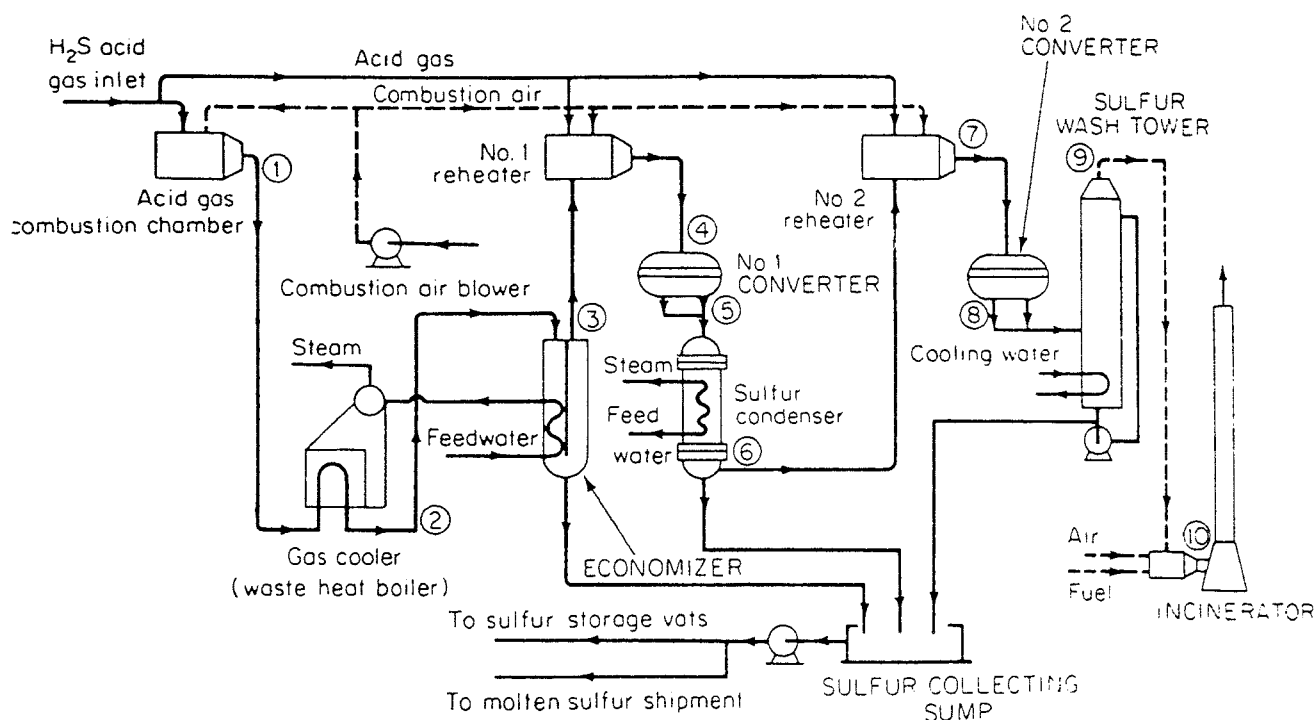 H₂S acid
gas inlet
Acid gas
Combustion air
No 2
CONVERTER
SULFUR
WASH TOWER
①
Acid gas
combustion chamber
No. 1
reheater
⑦
No 2
reheater
⑨
④
No 1
CONVERTER
Combustion air blower
③
⑤
⑧
Steam
Steam
Sulfur
condenser
Cooling water
Feedwater
Feed
water
⑥
②
Gas cooler
(waste heat boiler)
ECONOMIZER
⑩
Air
Fuel
INCINERATOR
To sulfur storage vats
To molten sulfur shipment
SULFUR COLLECTING
SUMP